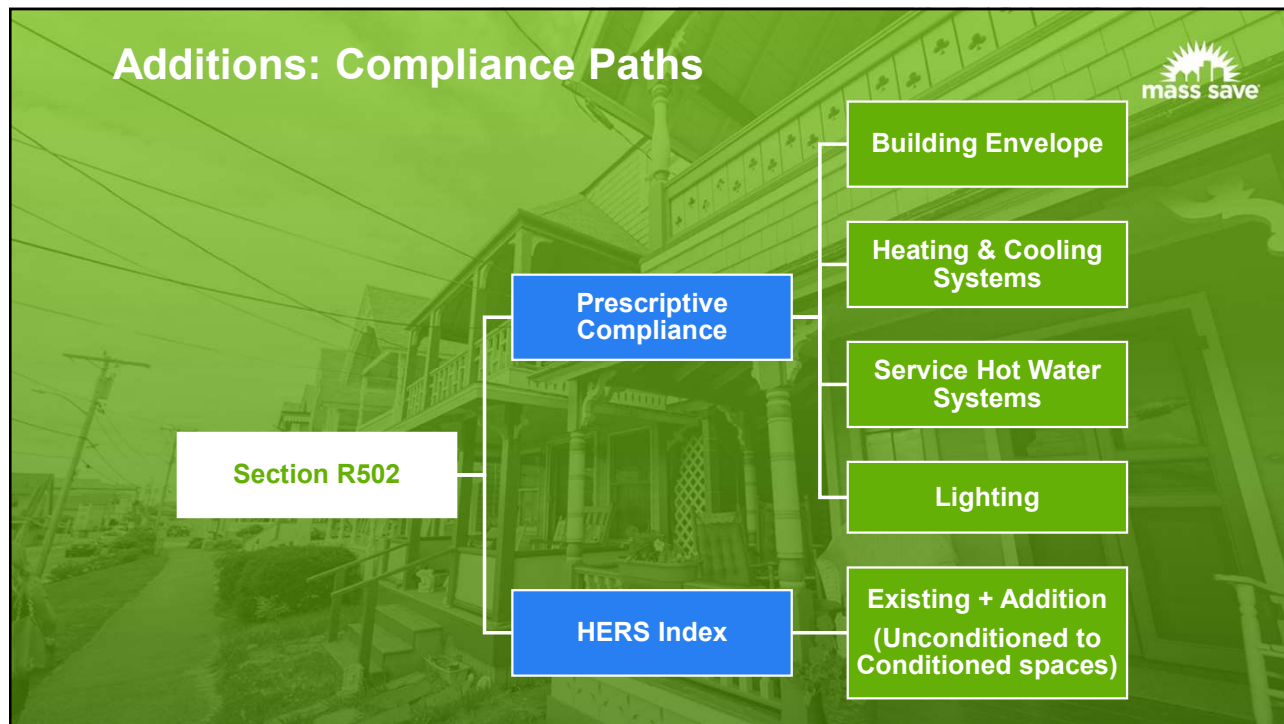 Additions: Compliance Paths
mass save
Building Envelope
Heating & Cooling
Systems
Prescriptive
Compliance
Service Hot Water
Systems
Section R502
Lighting
HERS Index
Existing + Addition
(Unconditioned to
Conditioned spaces)